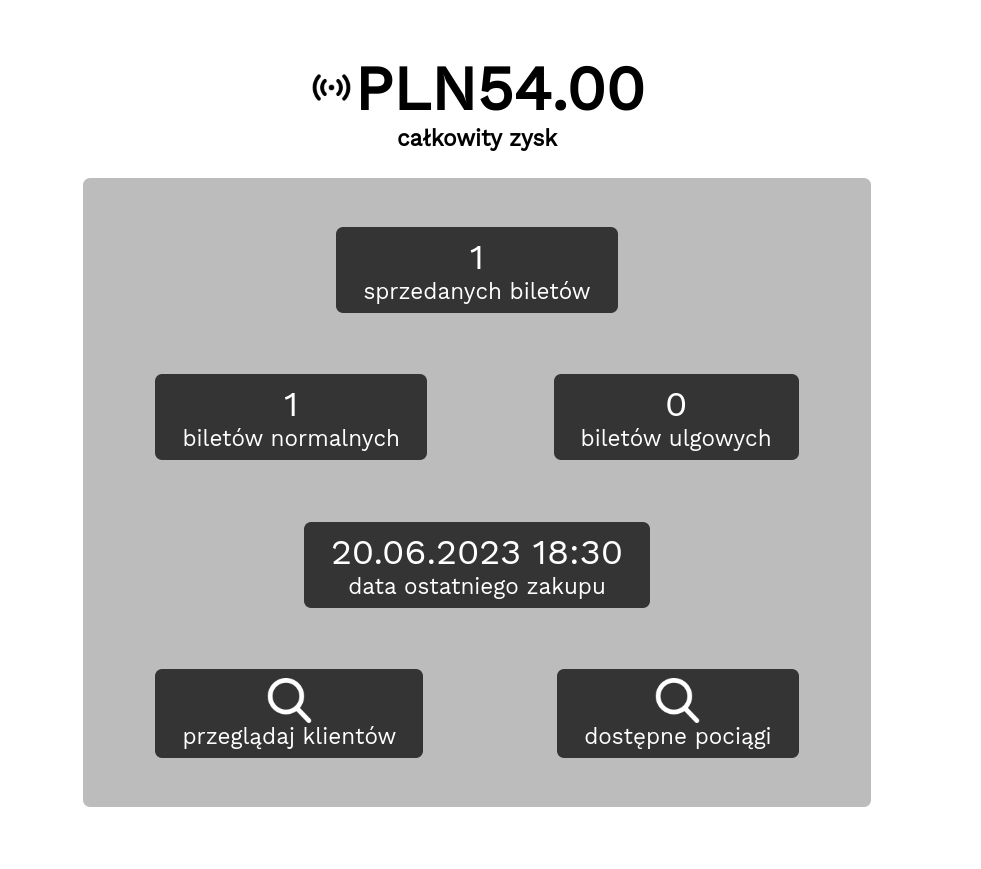 PLN54.00
całkowity zysk
1
sprzedanych biletów
1
biletów normalnych
0
biletów ulgowych
20.06.2023 18:30
data ostatniego zakupu
przeglądaj klientów
dostępne pociągi